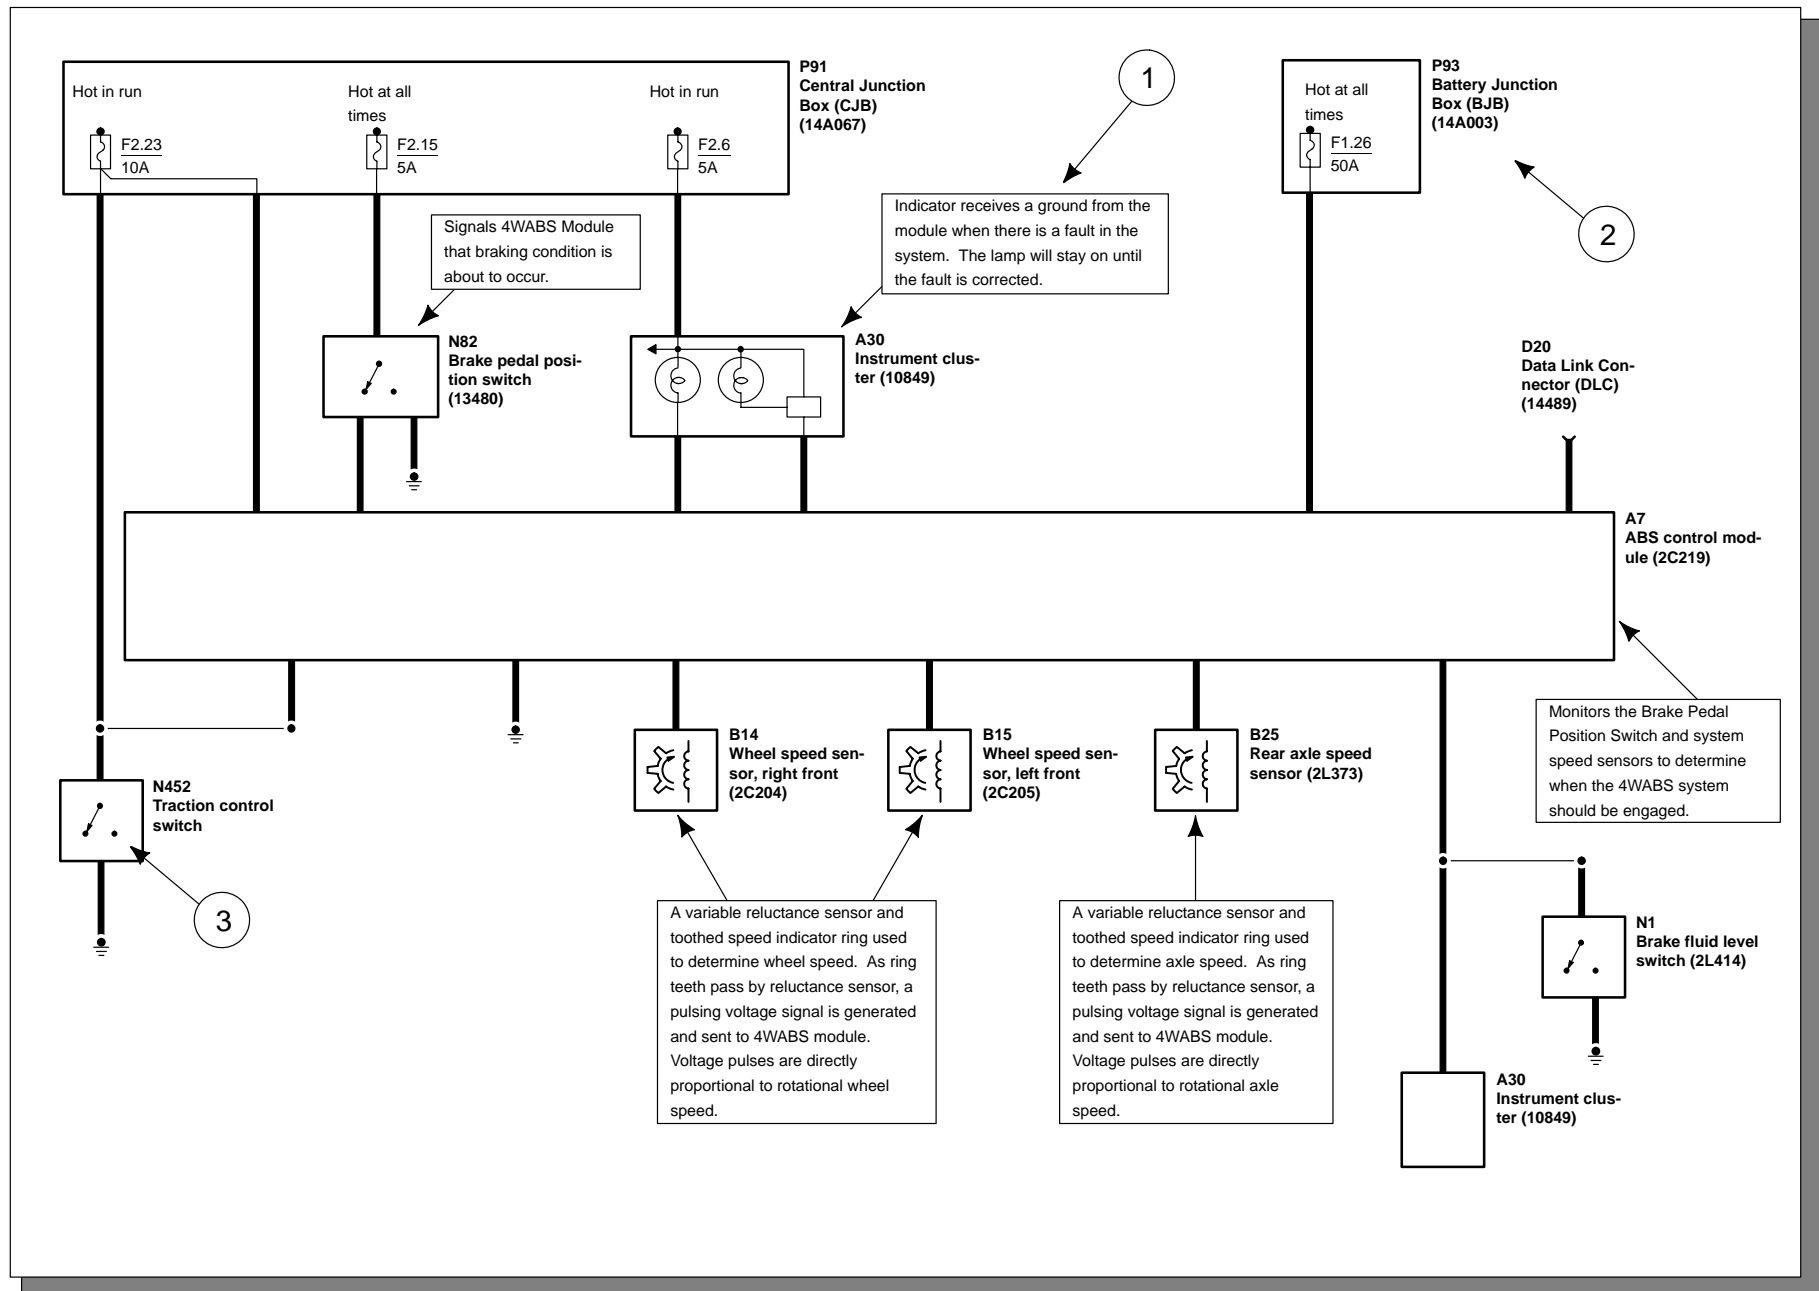 P91
Central Junction
Box (CJB)
(14A067)
Hot in run
Hot at all
times
Hot in run
F2.23
10A
F2.15
5A
F2.6
5A
1
P93
Battery Junction
Box (BJB)
(14A003)
Hot at all
times
F1.26
50A
2
Signals 4WABS Module
that braking condition is
about to occur.
Indicator receives a ground from the
module when there is a fault in the
system. The lamp will stay on until
the fault is corrected.
N82
Brake pedal posi-
tion switch
(13480)
A30
Instrument clus-
ter (10849)
D20
Data Link Con-
nector (DLC)
(14489)
A7
ABS control mod-
ule (2C219)
Monitors the Brake Pedal
Position Switch and system
speed sensors to determine
when the 4WABS system
should be engaged.
N452
Traction control
switch
3
B14
Wheel speed sen-
sor, right front
(2C204)
B15
Wheel speed sen-
sor, left front
(2C205)
B25
Rear axle speed
sensor (2L373)
A variable reluctance sensor and
toothed speed indicator ring used
to determine wheel speed. As ring
teeth pass by reluctance sensor, a
pulsing voltage signal is generated
and sent to 4WABS module.
Voltage pulses are directly
proportional to rotational wheel
speed.
A variable reluctance sensor and
toothed speed indicator ring used
to determine axle speed. As ring
teeth pass by reluctance sensor, a
pulsing voltage signal is generated
and sent to 4WABS module.
Voltage pulses are directly
proportional to rotational axle
speed.
N1
Brake fluid level
switch (2L414)
A30
Instrument clus-
ter (10849)